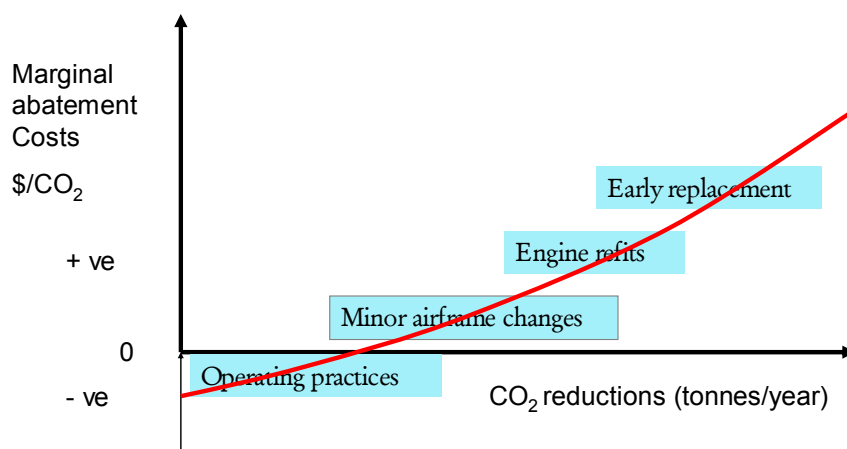 Marginal
abatement
Costs
$/CO₂
Early replacement
Engine refits
+ ve
Minor airframe changes
0
Operating practices
- ve
CO₂ reductions (tonnes/year)